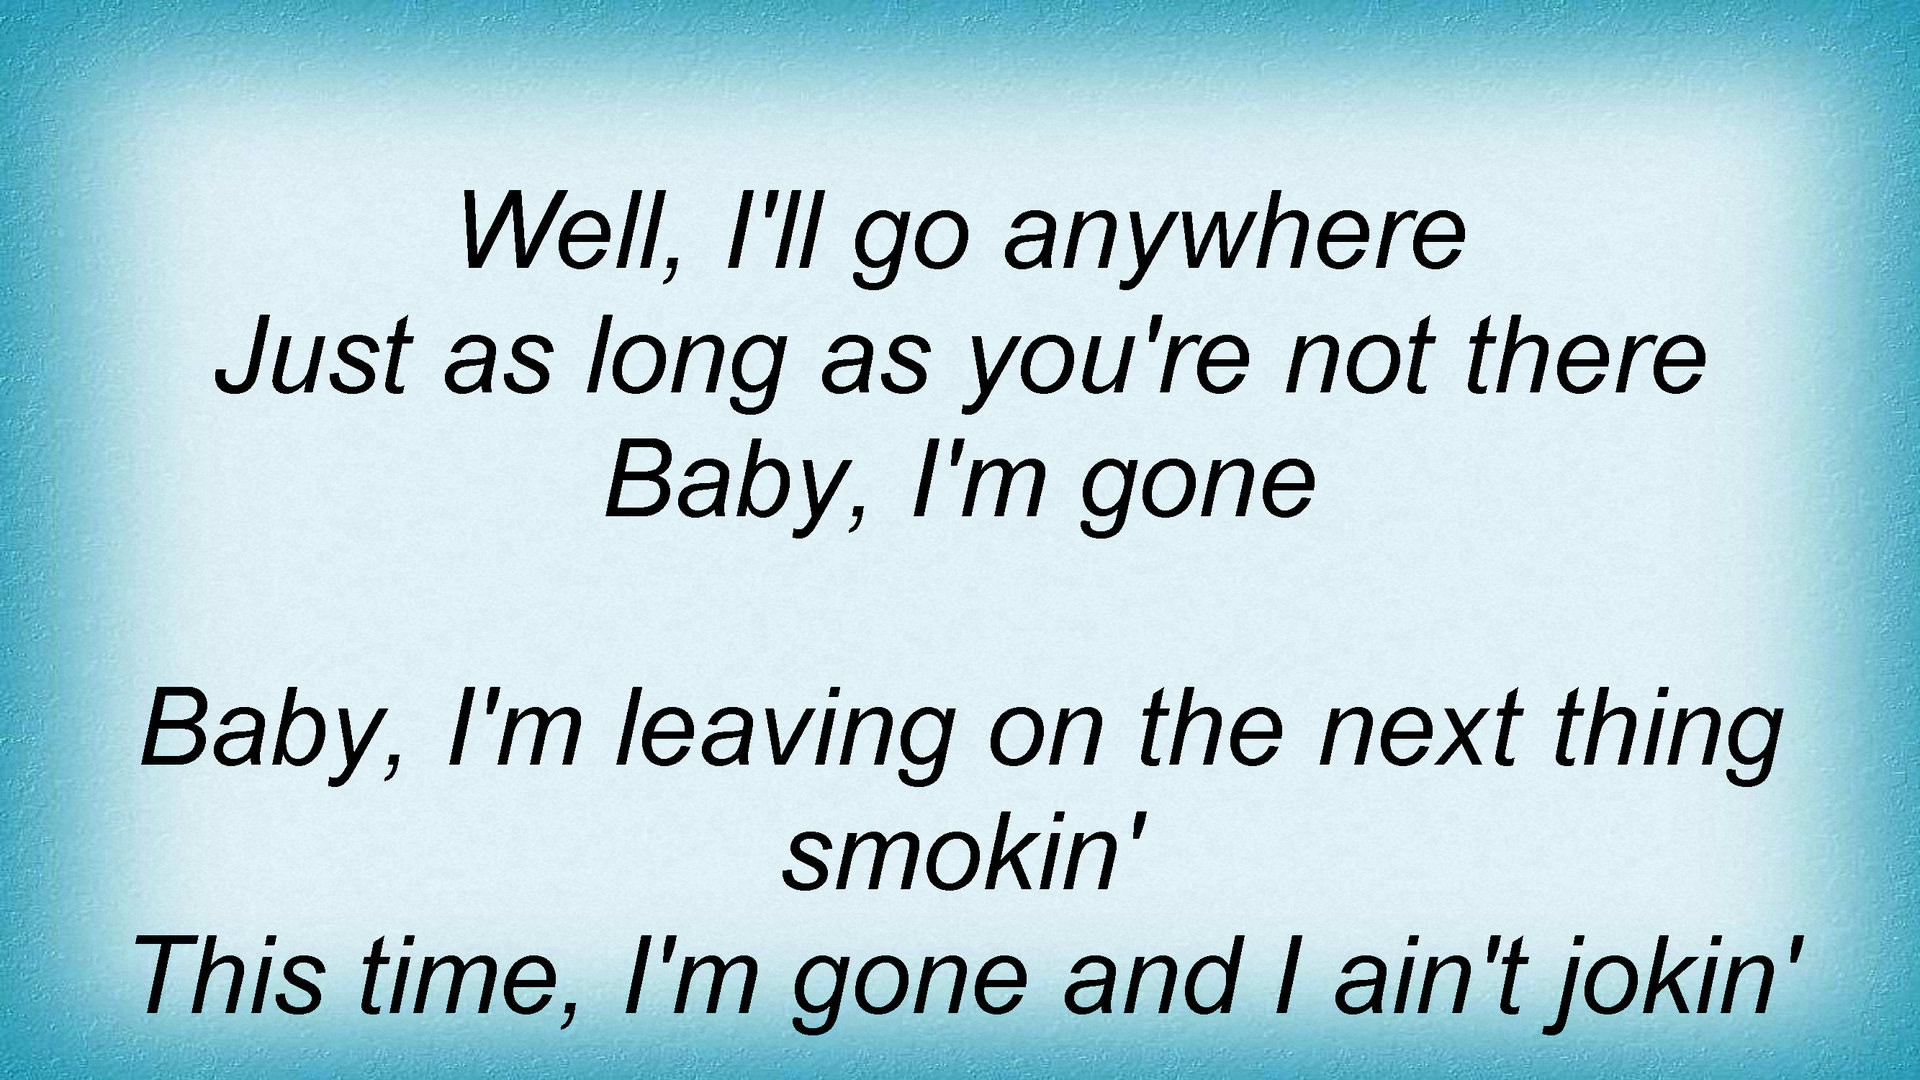 Well, I'll go anywhere
Just as long as you're not there
Baby, I'm gone
Baby, I'm leaving on the next thing
smokin'
This time, I'm gone and I ain't jokin'